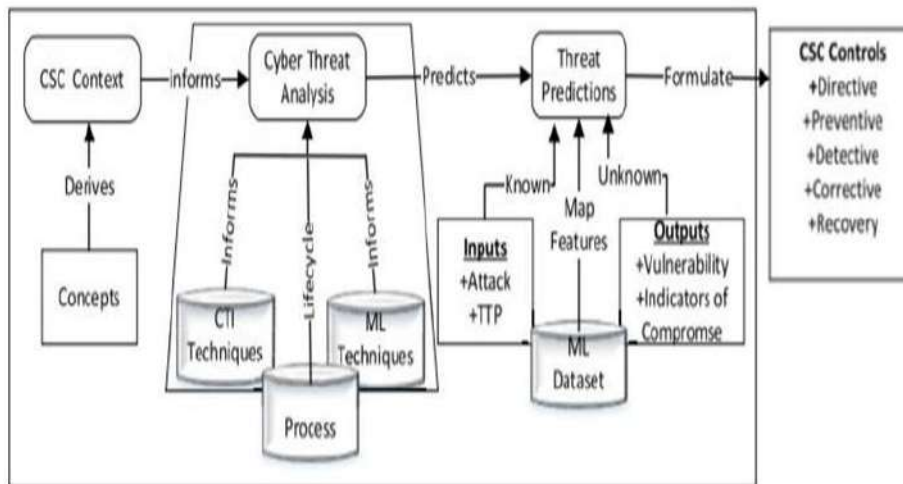 CSC Context
informs
Cyber Threat
Analysis
Predicts
Threat
Predictions
Formulate
CSC Controls
+Directive
+Preventive
+Detective
+Corrective
+Recovery
Derives
Concepts
Informs
Lifecycle
Informs
CTI
Techniques
ML
Techniques
Process
Known
Map
Features
Unknown
Inputs
+Attack
+TTP
Outputs
+Vulnerability
+Indicators of
Compromse
ML
Dataset